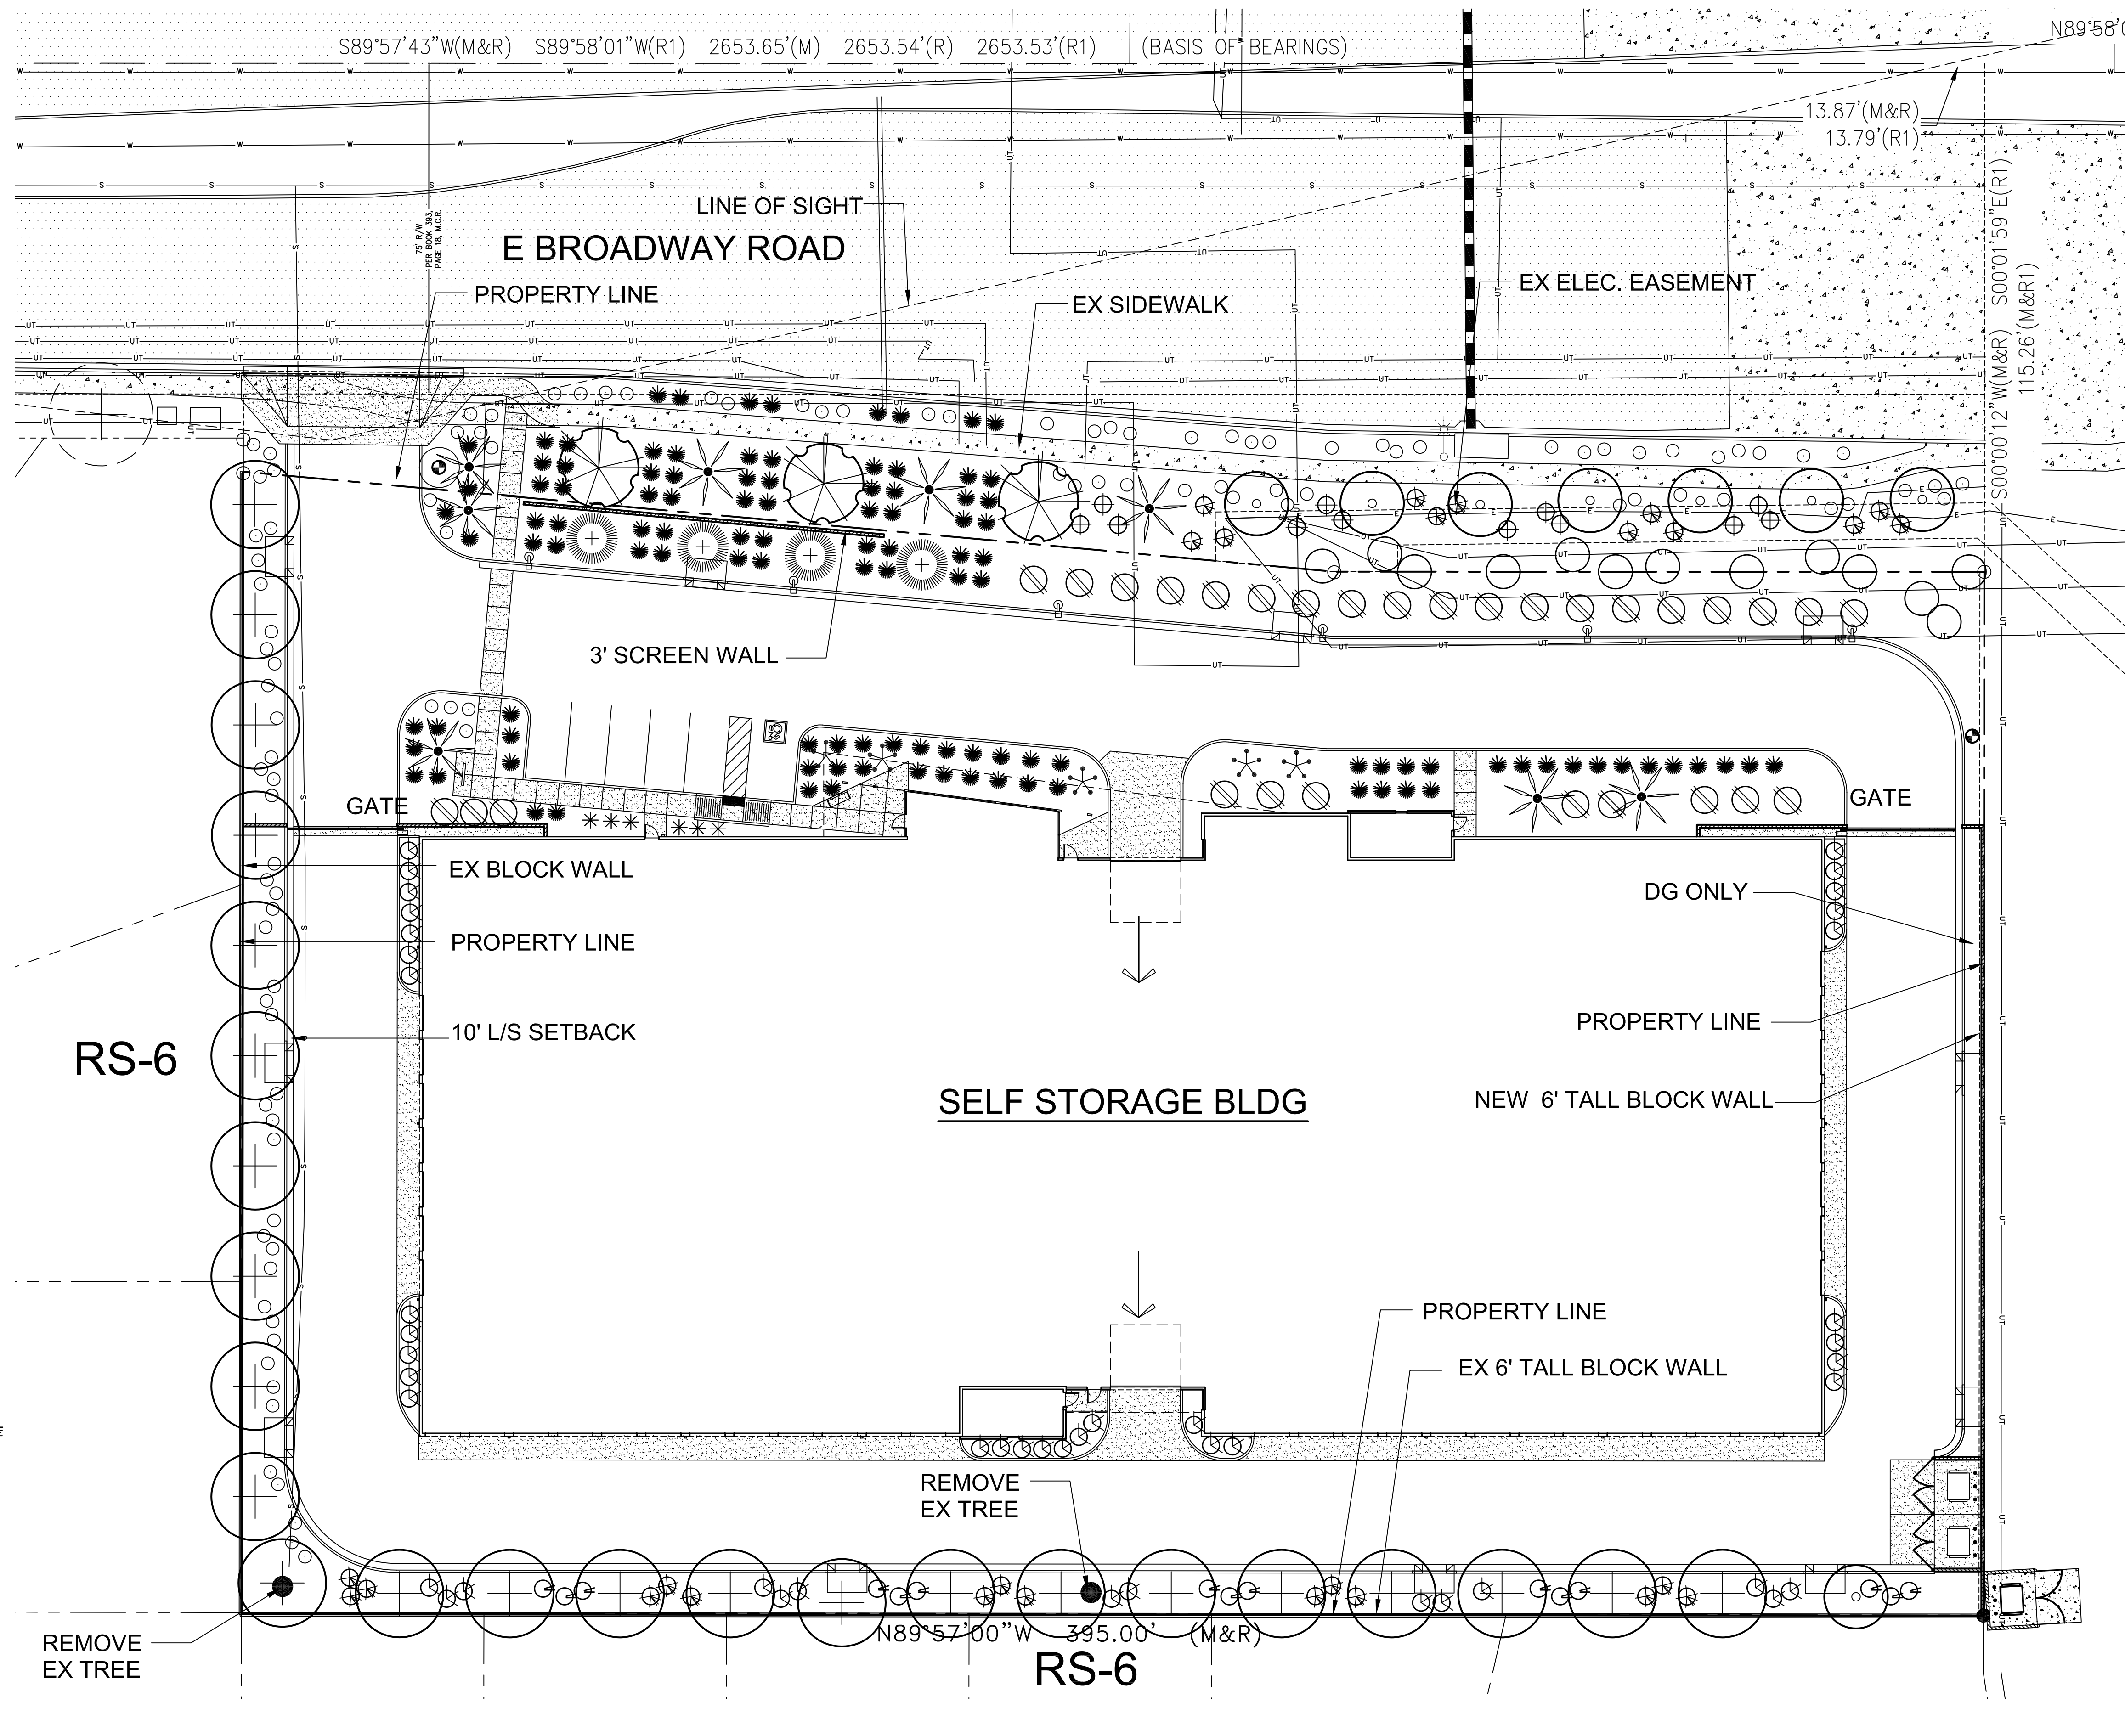 S89°57'43"W(M&R) S89°58'01"W(R1) 2653.65'(M) 2653.54'(R) 2653.53'(R1) (BASIS OF BEARINGS)
13.87'(M&R)
13.79'(R1)
S00°00'12"W(M&R) S00°01'59"E(R1)
115.26'(M&R1)
75' R/W
PER BOOK 393,
PAGE 18, M.C.R.
LINE OF SIGHT
E BROADWAY ROAD
PROPERTY LINE
EX SIDEWALK
EX ELEC. EASEMENT
3' SCREEN WALL
GATE
GATE
EX BLOCK WALL
DG ONLY
PROPERTY LINE
PROPERTY LINE
10' L/S SETBACK
RS-6
SELF STORAGE BLDG
NEW 6' TALL BLOCK WALL
PROPERTY LINE
EX 6' TALL BLOCK WALL
REMOVE
EX TREE
REMOVE
EX TREE
N89°57'00"W 395.00' (M&R)
RS-6